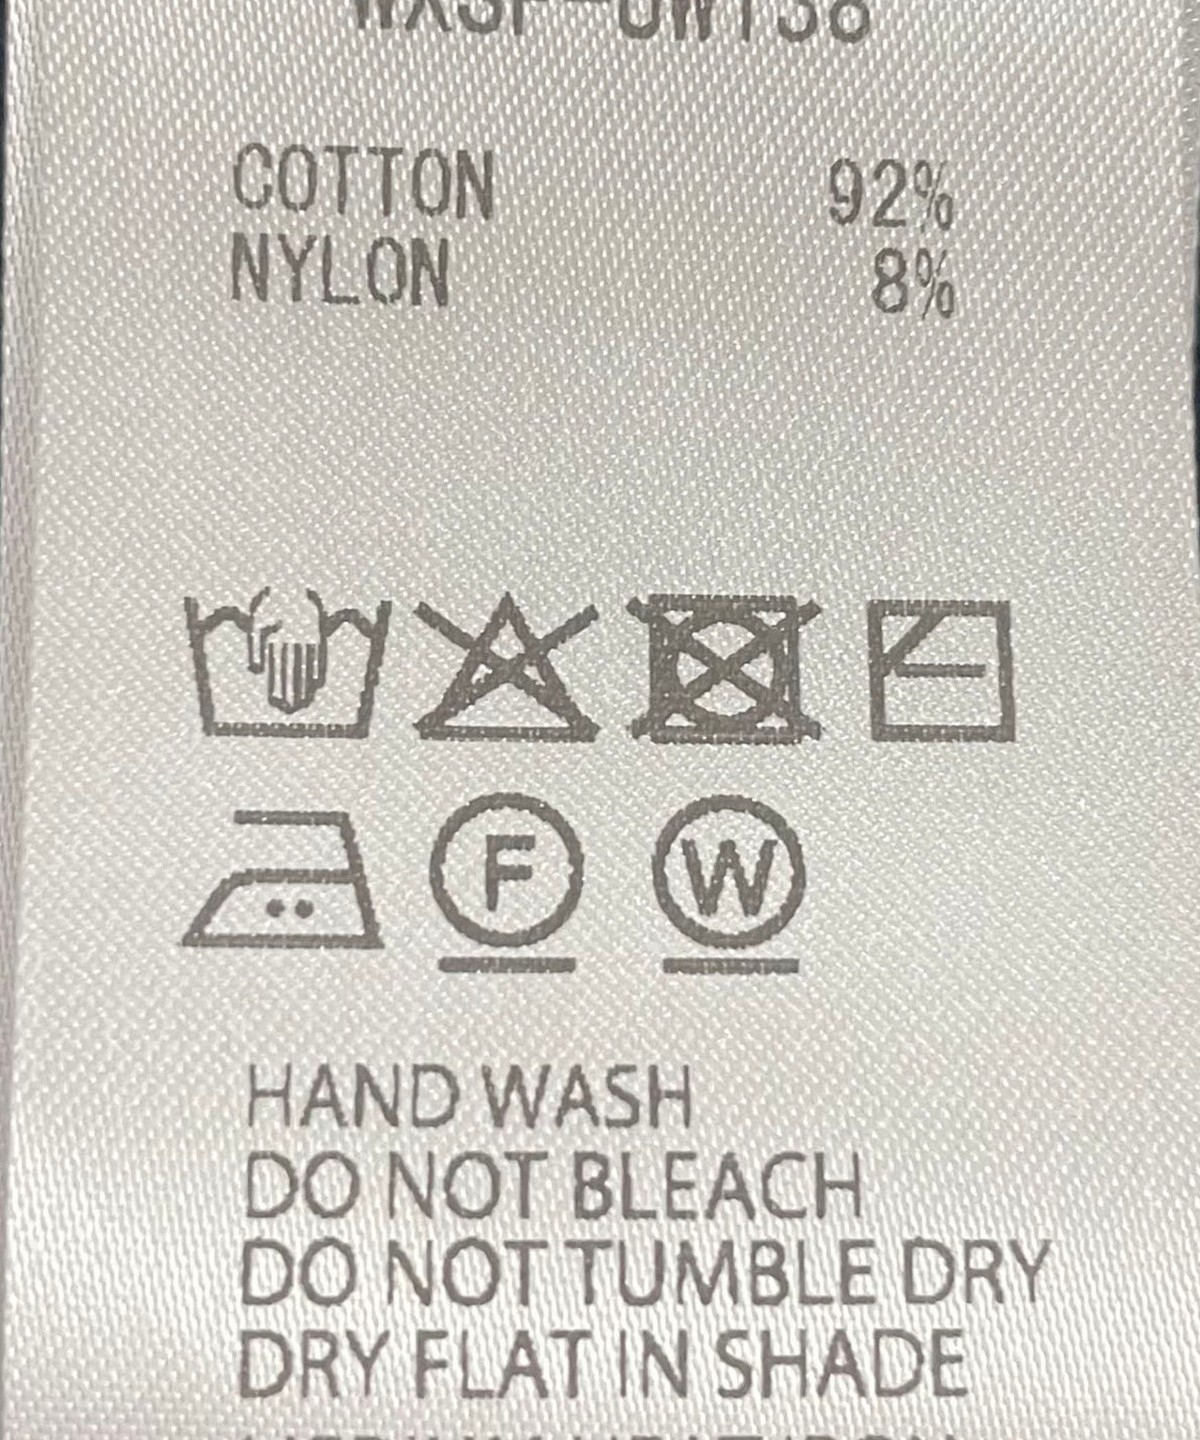 COTTON 92%
NYLON 8%
F W
HAND WASH
DO NOT BLEACH
DO NOT TUMBLE DRY
DRY FLAT IN SHADE